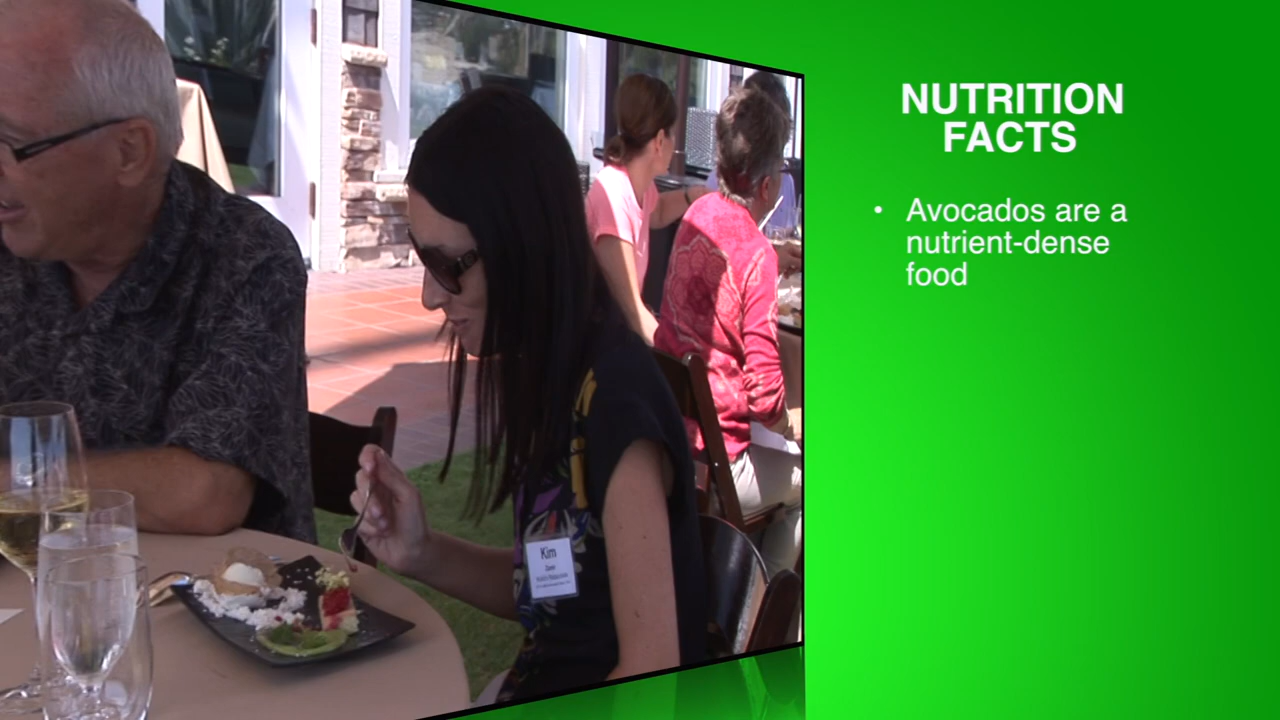 NUTRITION
FACTS
• Avocados are a
nutrient-dense
food
Kim